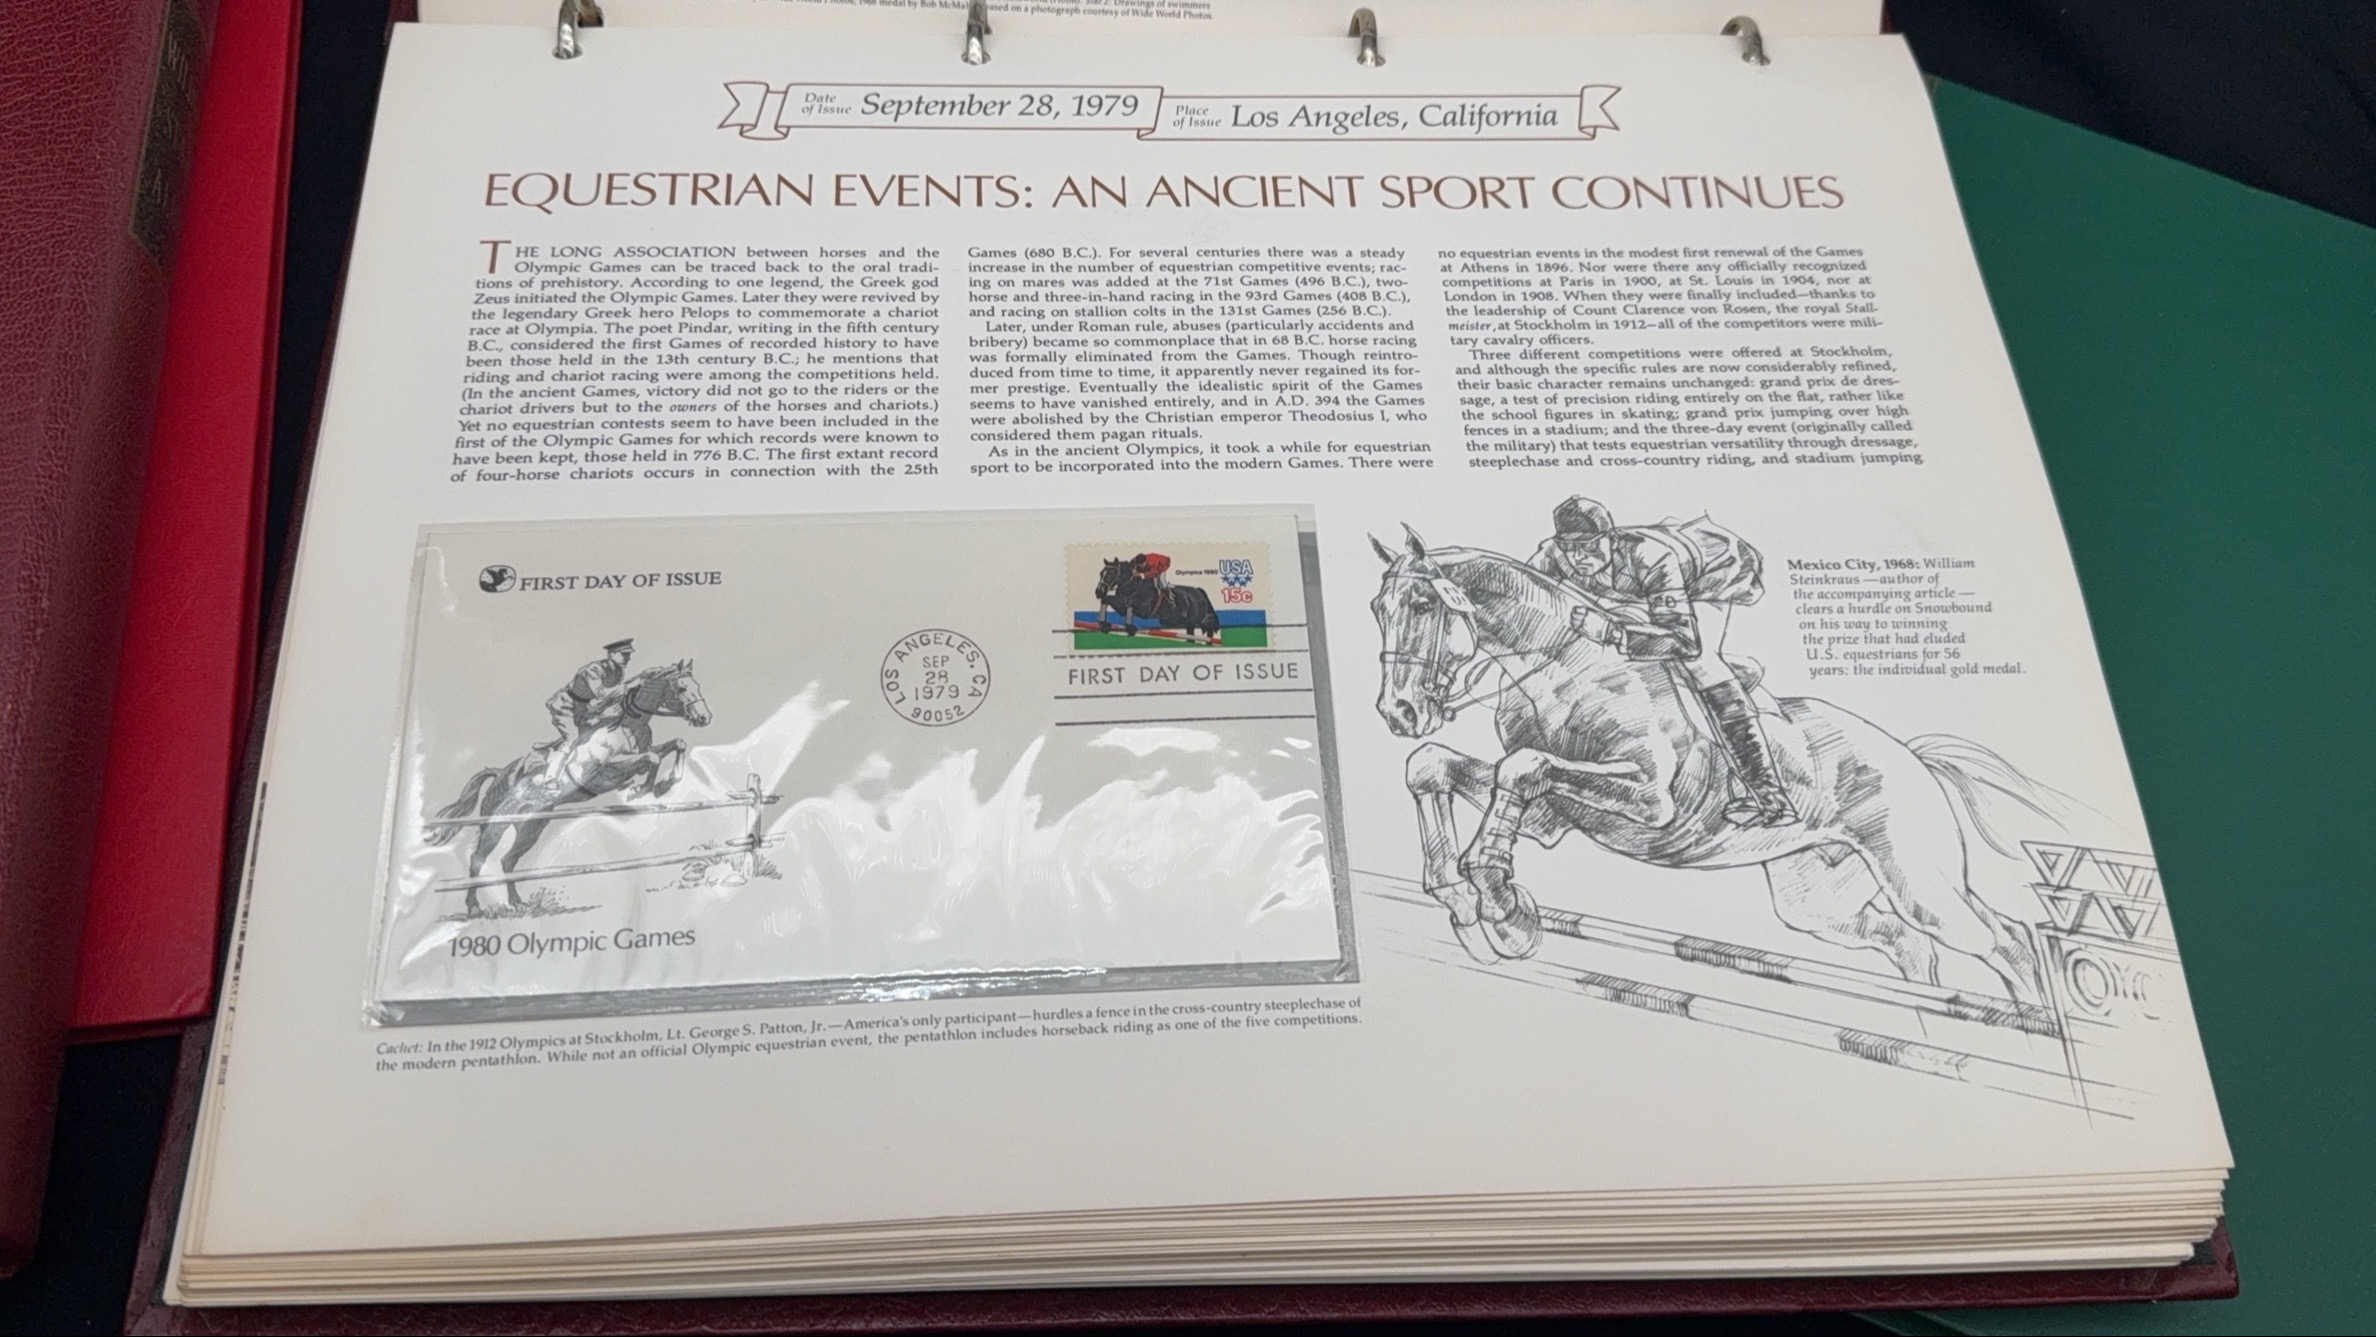 medal by Bob McMa
ased on a photograph courtesy of Wide World Photos.
Drawings of swimmers
Date of Issue September 28, 1979
Place of Issue Los Angeles, California
EQUESTRIAN EVENTS: AN ANCIENT SPORT CONTINUES
THE LONG ASSOCIATION between horses and the
Olympic Games can be traced back to the oral tradi-
tions of prehistory. According to one legend, the Greek god
Zeus initiated the Olympic Games. Later they were revived by
the legendary Greek hero Pelops to commemorate a chariot
race at Olympia. The poet Pindar, writing in the fifth century
B.C., considered the first Games of recorded history to have
been those held in the 13th century B.C.; he mentions that
riding and chariot racing were among the competitions held.
(In the ancient Games, victory did not go to the riders or the
chariot drivers but to the owners of the horses and chariots.)
Yet no equestrian contests seem to have been included in the
first of the Olympic Games for which records were known to
have been kept, those held in 776 B.C. The first extant record
of four-horse chariots occurs in connection with the 25th
Games (680 B.C.). For several centuries there was a steady
increase in the number of equestrian competitive events; rac-
ing on mares was added at the 71st Games (496 B.C.), two-
horse and three-in-hand racing in the 93rd Games (408 B.C.),
and racing on stallion colts in the 131st Games (256 B.C.).
Later, under Roman rule, abuses (particularly accidents and
bribery) became so commonplace that in 68 B.C. horse racing
was formally eliminated from the Games. Though reintro-
duced from time to time, it apparently never regained its for-
mer prestige. Eventually the idealistic spirit of the Games
seems to have vanished entirely, and in A.D. 394 the Games
were abolished by the Christian emperor Theodosius I, who
considered them pagan rituals.
As in the ancient Olympics, it took a while for equestrian
sport to be incorporated into the modern Games. There were
no equestrian events in the modest first renewal of the Games
at Athens in 1896. Nor were there any officially recognized
competitions at Paris in 1900, at St. Louis in 1904, nor at
London in 1908. When they were finally included—thanks to
the leadership of Count Clarence von Rosen, the royal Stall-
meister, at Stockholm in 1912—all of the competitors were mili-
tary cavalry officers.
Three different competitions were offered at Stockholm,
and although the specific rules are now considerably refined,
their basic character remains unchanged: grand prix de dres-
sage, a test of precision riding entirely on the flat, rather like
the school figures in skating; grand prix jumping over high
fences in a stadium; and the three-day event (originally called
the military) that tests equestrian versatility through dressage,
steeplechase and cross-country riding, and stadium jumping
FIRST DAY OF ISSUE
Olympics 1980 USA
15c
LOS ANGELES, CA
SEP
28
1979
90052
FIRST DAY OF ISSUE
1980 Olympic Games
Mexico City, 1968: William
Steinkraus —author of
the accompanying article —
clears a hurdle on Snowbound
on his way to winning
the prize that had eluded
U.S. equestrians for 56
years: the individual gold medal.
Cachet: In the 1912 Olympics at Stockholm, Lt. George S. Patton, Jr.—America's only participant—hurdles a fence in the cross-country steeplechase of
the modern pentathlon. While not an official Olympic equestrian event, the pentathlon includes horseback riding as one of the five competitions.